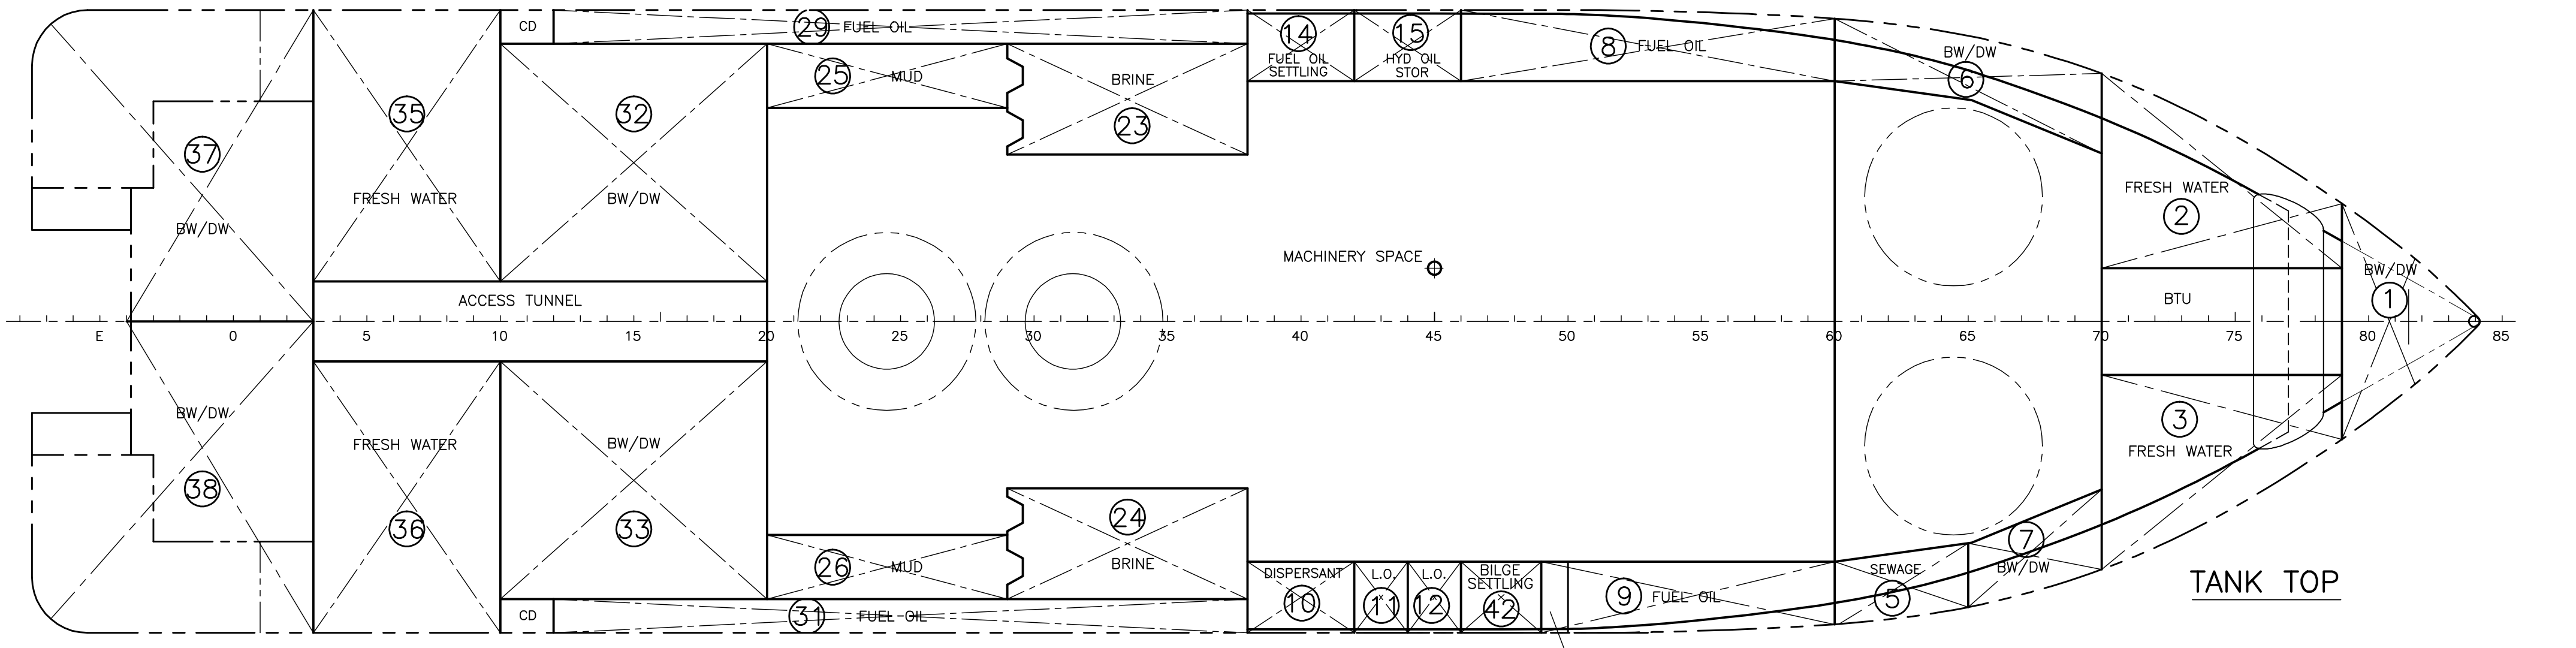 CD
29 FUEL OIL
14
FUEL OIL
SETTLING
15
HYD OIL
STOR
8 FUEL OIL
BW/DW
6
25 MUD
BRINE
23
35
FRESH WATER
32
BW/DW
37
BW/DW
FRESH WATER
2
MACHINERY SPACE
ACCESS TUNNEL
BTU
BW/DW
1
E 0 5 10 15 20 25 30 35 40 45 50 55 60 65 70 75 80 85
BW/DW
38
FRESH WATER
36
BW/DW
33
24
BRINE
26 MUD
3
FRESH WATER
7
BW/DW
SEWAGE
5
DISPERSANT
10
L.O.
11
L.O.
12
BILGE
SETTLING
42
9 FUEL OIL
CD
31 FUEL OIL
TANK TOP